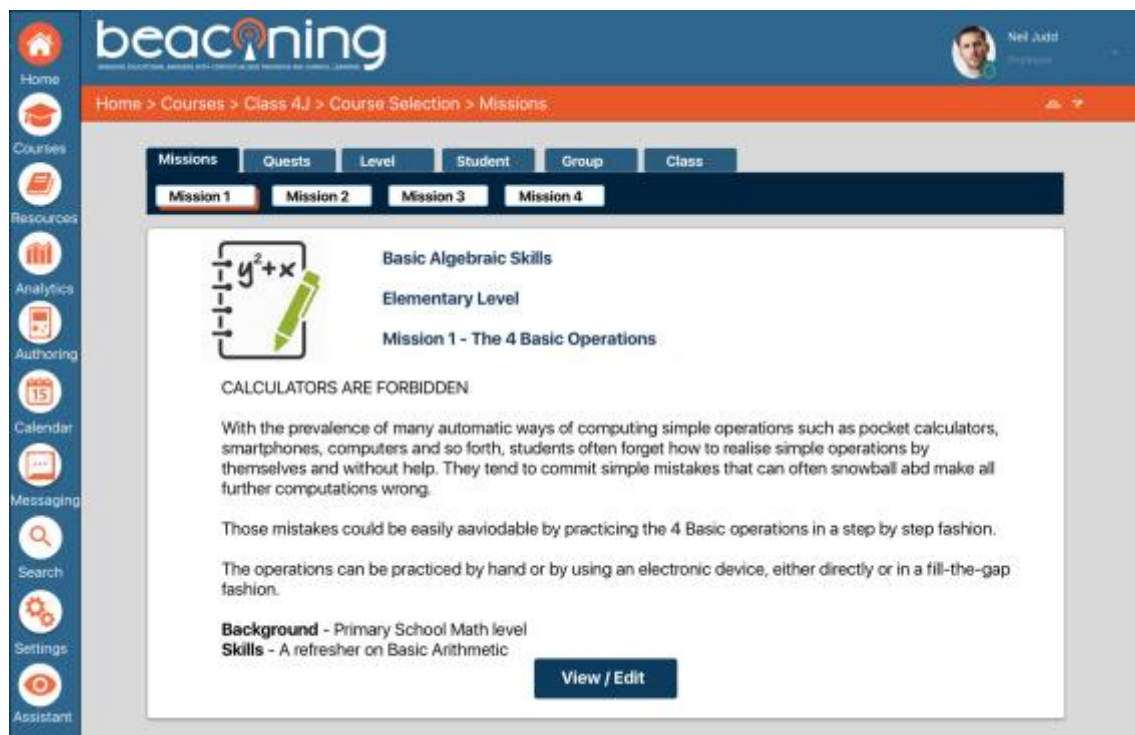 beaconing
Neil Judd
Home
Home > Courses > Class 4J > Course Selection > Missions
Courses
Resources
Analytics
Authoring
15
Calendar
Messaging
Search
Settings
Assistant
Missions Quests Level Student Group Class
Mission 1 Mission 2 Mission 3 Mission 4
y²+x
Basic Algebraic Skills
Elementary Level
Mission 1 - The 4 Basic Operations
CALCULATORS ARE FORBIDDEN
With the prevalence of many automatic ways of computing simple operations such as pocket calculators,
smartphones, computers and so forth, students often forget how to realise simple operations by
themselves and without help. They tend to commit simple mistakes that can often snowball abd make all
further computations wrong.
Those mistakes could be easily aaviodable by practicing the 4 Basic operations in a step by step fashion.
The operations can be practiced by hand or by using an electronic device, either directly or in a fill-the-gap
fashion.
Background - Primary School Math level
Skills - A refresher on Basic Arithmetic
View / Edit